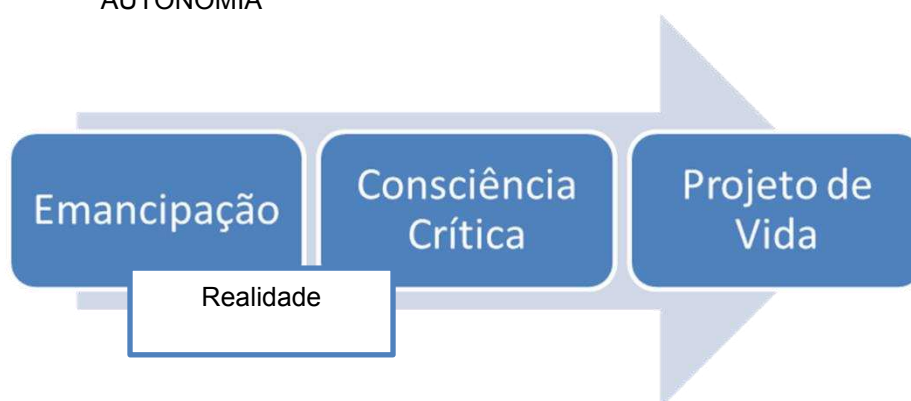 AUTONOMIA
Emancipação
Consciência
Crítica
Projeto de
Vida
Realidade